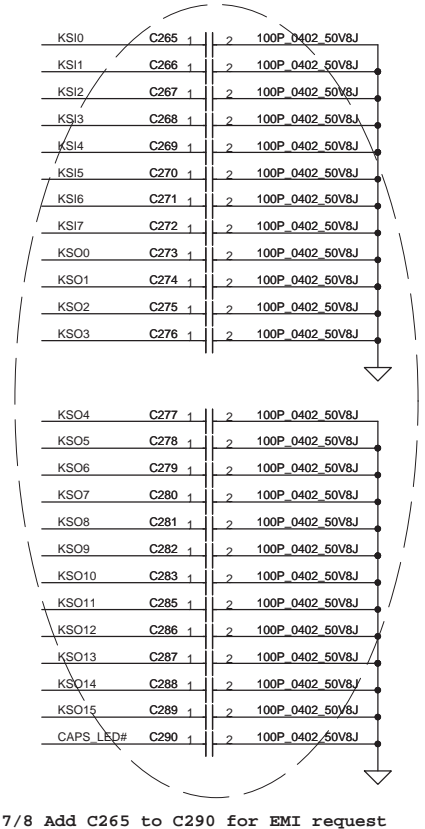 KSI0 C265 1 2 100P_0402_50V8J
KSI1 C266 1 2 100P_0402_50V8J
KSI2 C267 1 2 100P_0402_50V8J
KSI3 C268 1 2 100P_0402_50V8J
KSI4 C269 1 2 100P_0402_50V8J
KSI5 C270 1 2 100P_0402_50V8J
KSI6 C271 1 2 100P_0402_50V8J
KSI7 C272 1 2 100P_0402_50V8J
KSO0 C273 1 2 100P_0402_50V8J
KSO1 C274 1 2 100P_0402_50V8J
KSO2 C275 1 2 100P_0402_50V8J
KSO3 C276 1 2 100P_0402_50V8J
KSO4 C277 1 2 100P_0402_50V8J
KSO5 C278 1 2 100P_0402_50V8J
KSO6 C279 1 2 100P_0402_50V8J
KSO7 C280 1 2 100P_0402_50V8J
KSO8 C281 1 2 100P_0402_50V8J
KSO9 C282 1 2 100P_0402_50V8J
KSO10 C283 1 2 100P_0402_50V8J
KSO11 C285 1 2 100P_0402_50V8J
KSO12 C286 1 2 100P_0402_50V8J
KSO13 C287 1 2 100P_0402_50V8J
KSO14 C288 1 2 100P_0402_50V8J
KSO15 C289 1 2 100P_0402_50V8J
CAPS_LED# C290 1 2 100P_0402_50V8J
7/8 Add C265 to C290 for EMI request